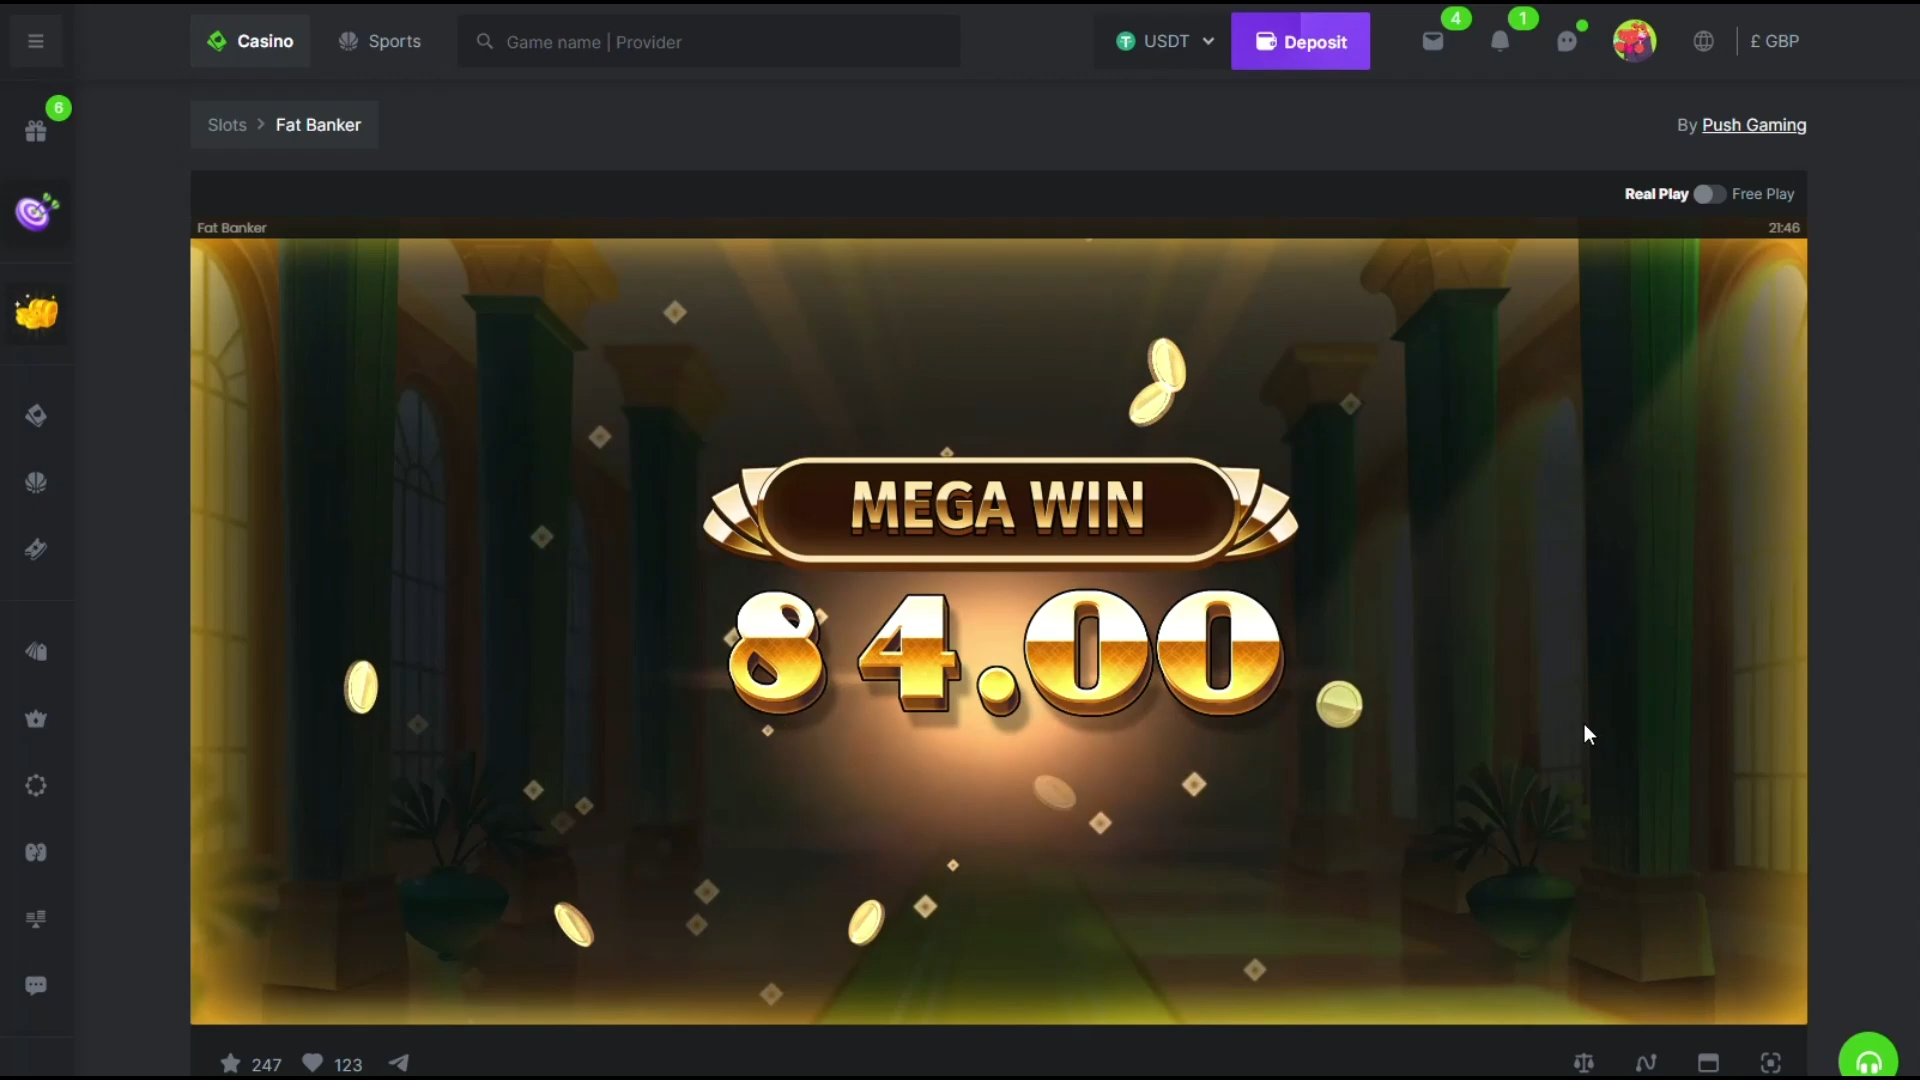 Casino
Sports
Game name | Provider
USDT
Deposit
4
1
£ GBP
6
Slots > Fat Banker
By Push Gaming
Real Play
Free Play
Fat Banker
21:46
MEGA WIN
84.00
247
123